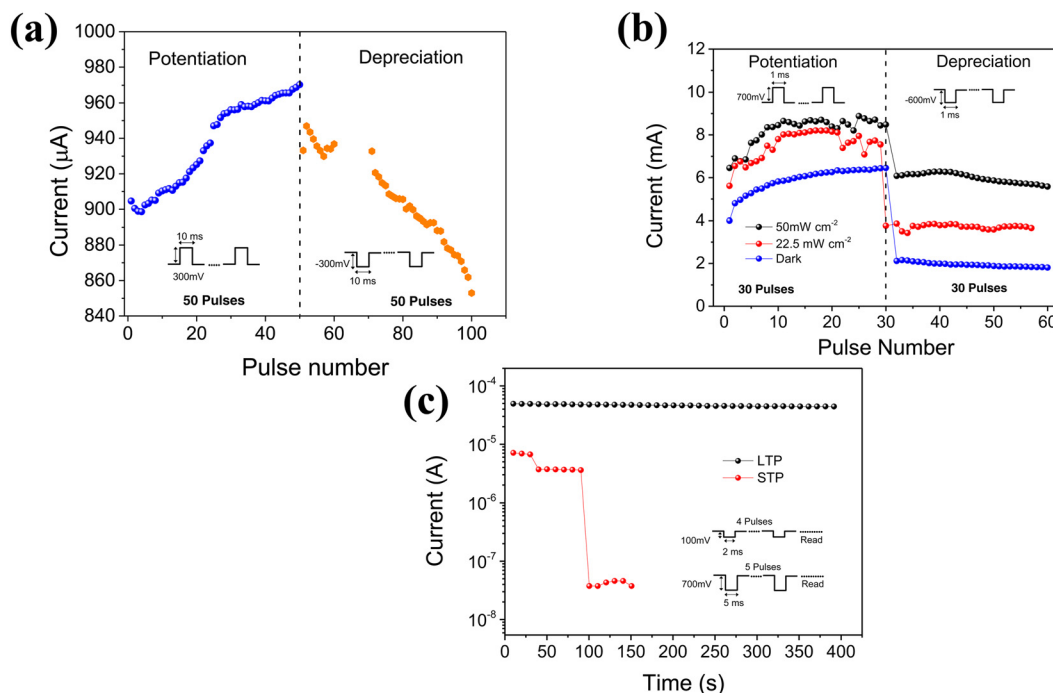 (a)
1000
980
960
940
920
900
880
860
840
Current (μA)
Potentiation
Depreciation
10 ms
300mV
50 Pulses
-300mV
10 ms
50 Pulses
0
20
40
60
80
100
Pulse number
(b)
12
10
8
6
4
2
0
Current (mA)
Potentiation
Depreciation
1 ms
700mV
-600mV
1 ms
50mW cm-2
22.5 mW cm-2
Dark
30 Pulses
30 Pulses
0
10
20
30
40
50
60
Pulse Number
(c)
10-4
10-5
10-6
10-7
10-8
Current (A)
LTP
STP
4 Pulses
100mV
Read
2 ms
5 Pulses
700mV
Read
5 ms
0
50
100
150
200
250
300
350
400
Time (s)